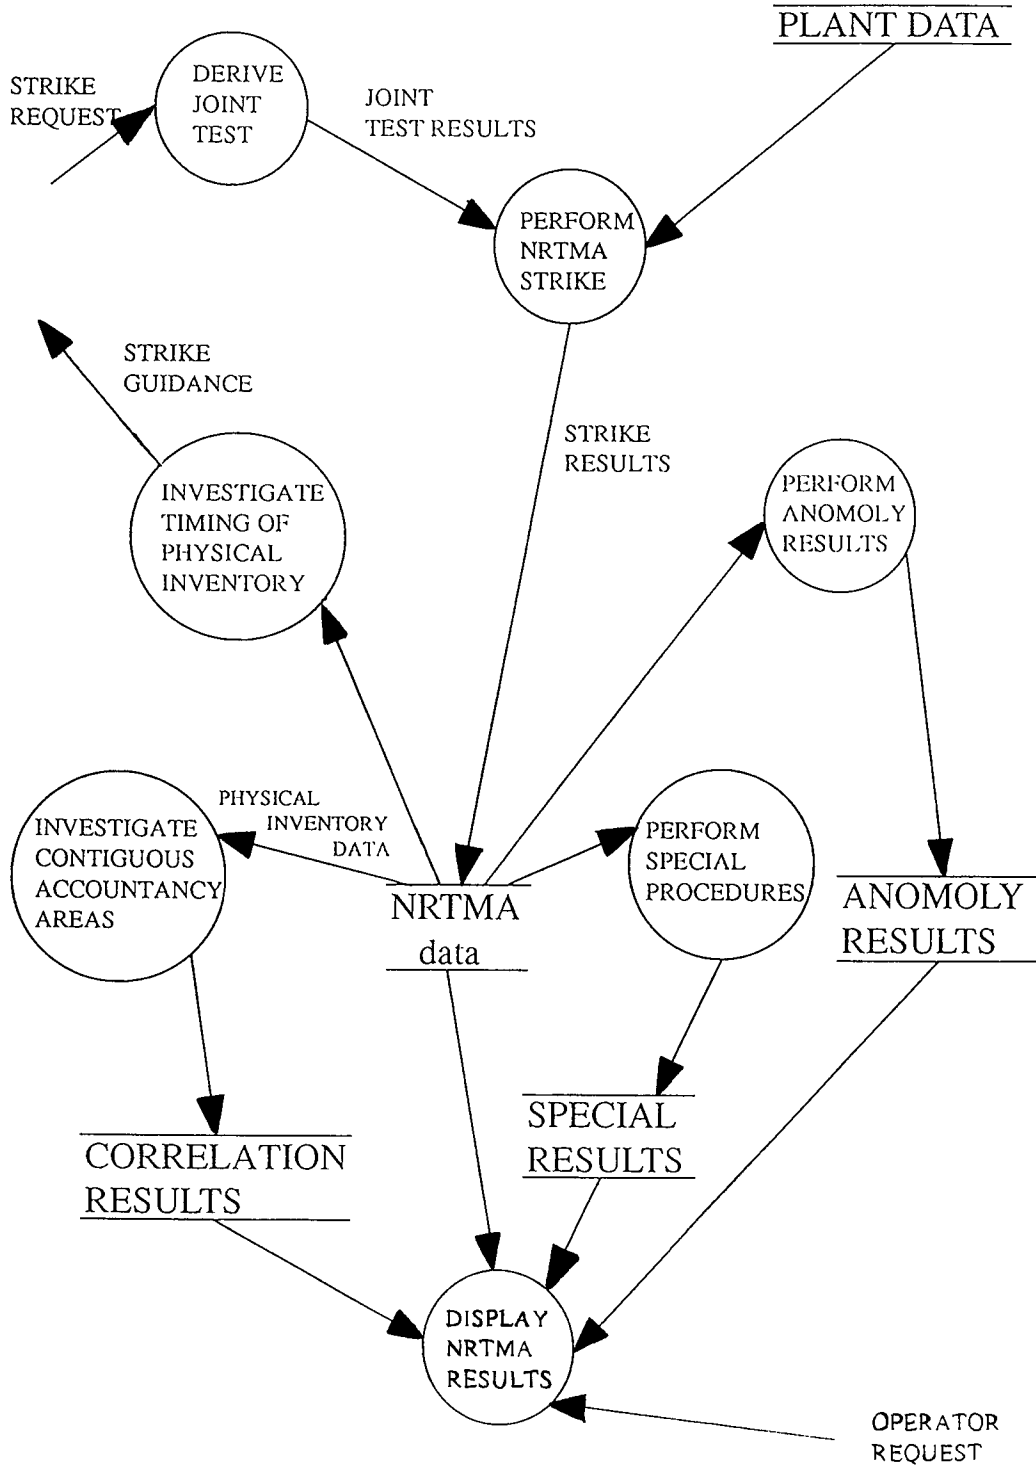 PLANT DATA
STRIKE
REQUEST
DERIVE
JOINT
TEST
JOINT
TEST RESULTS
PERFORM
NRTMA
STRIKE
STRIKE
GUIDANCE
STRIKE
RESULTS
INVESTIGATE
TIMING OF
PHYSICAL
INVENTORY
PERFORM
ANOMOLY
RESULTS
PHYSICAL
INVENTORY
DATA
INVESTIGATE
CONTIGUOUS
ACCOUNTANCY
AREAS
NRTMA
data
PERFORM
SPECIAL
PROCEDURES
ANOMOLY
RESULTS
CORRELATION
RESULTS
SPECIAL
RESULTS
DISPLAY
NRTMA
RESULTS
OPERATOR
REQUEST